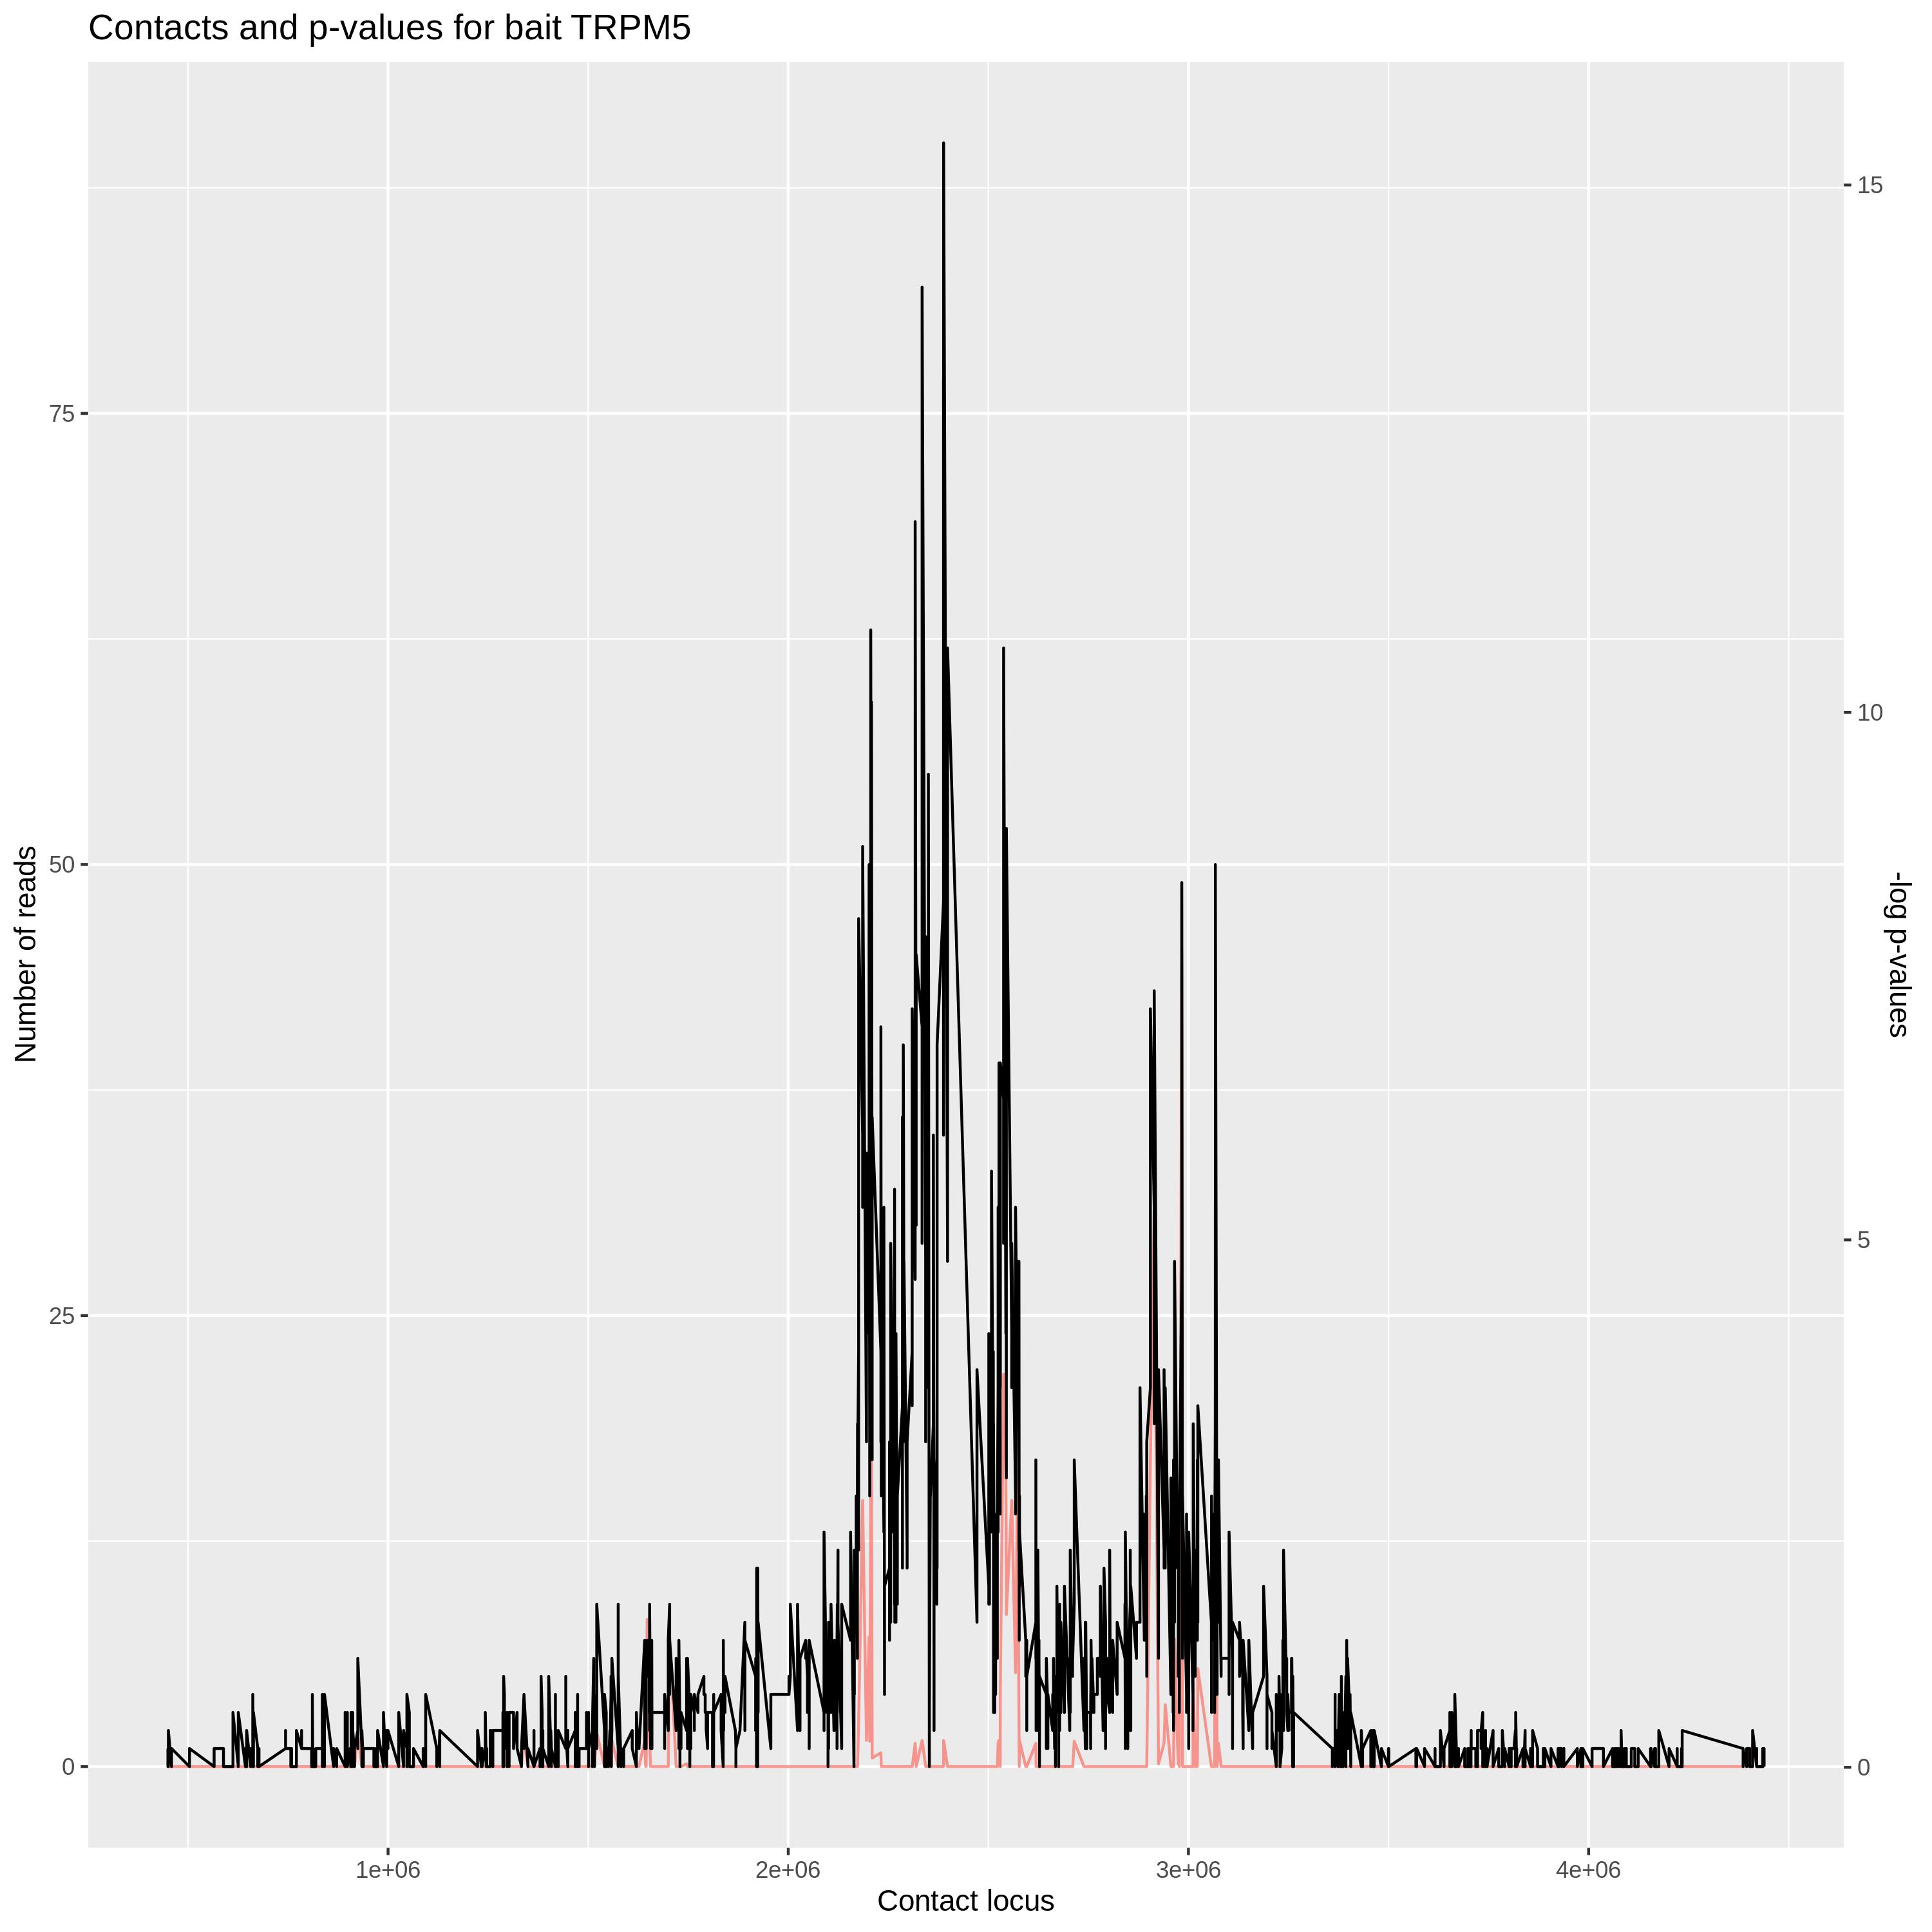 Contacts and p-values for bait TRPM5
Number of reads
75
50
25
0
15
10
5
0
-log p-values
1e+06 2e+06 3e+06 4e+06
Contact locus